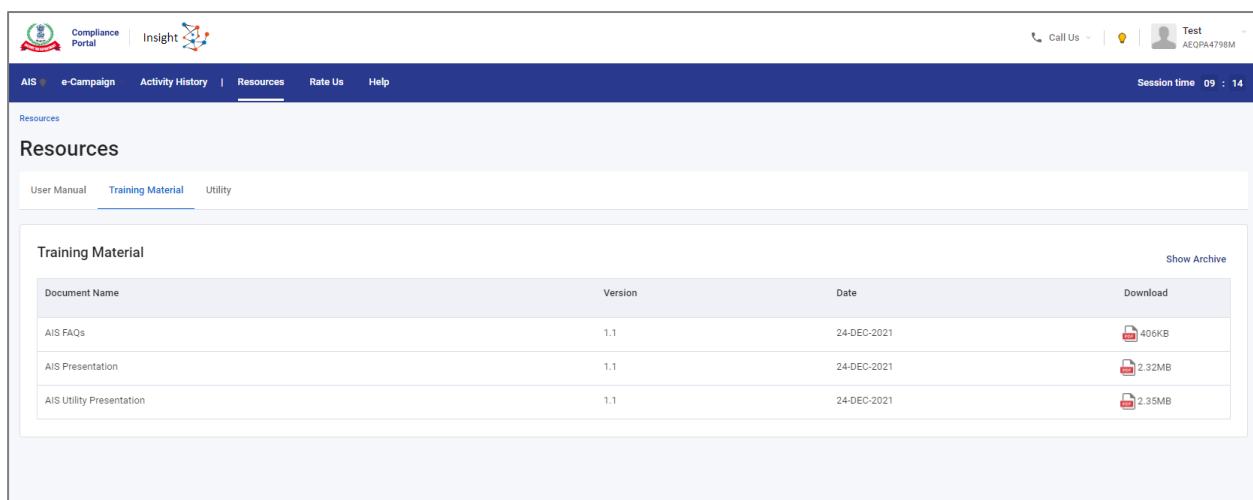 Compliance Portal
Insight
Call Us
Test
AEQPA4798M
AIS e-Campaign Activity History | Resources Rate Us Help Session time 09 : 14
Resources
Resources
User Manual Training Material Utility
Training Material
Show Archive
Document Name Version Date Download
AIS FAQs 1.1 24-DEC-2021 PDF 406KB
AIS Presentation 1.1 24-DEC-2021 PDF 2.32MB
AIS Utility Presentation 1.1 24-DEC-2021 PDF 2.35MB